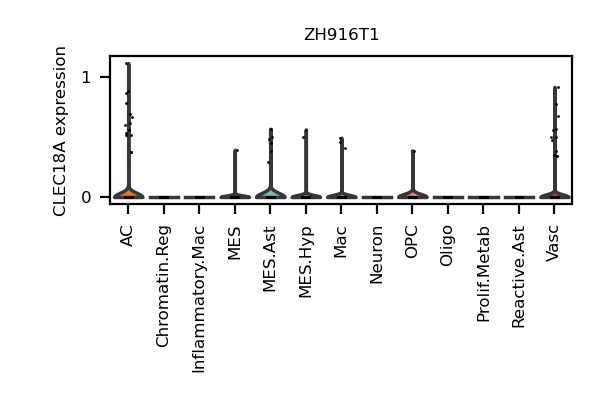 ZH916T1
CLEC18A expression
1
0
AC
Chromatin.Reg
Inflammatory.Mac
MES
MES.Ast
MES.Hyp
Mac
Neuron
OPC
Oligo
Prolif.Metab
Reactive.Ast
Vasc